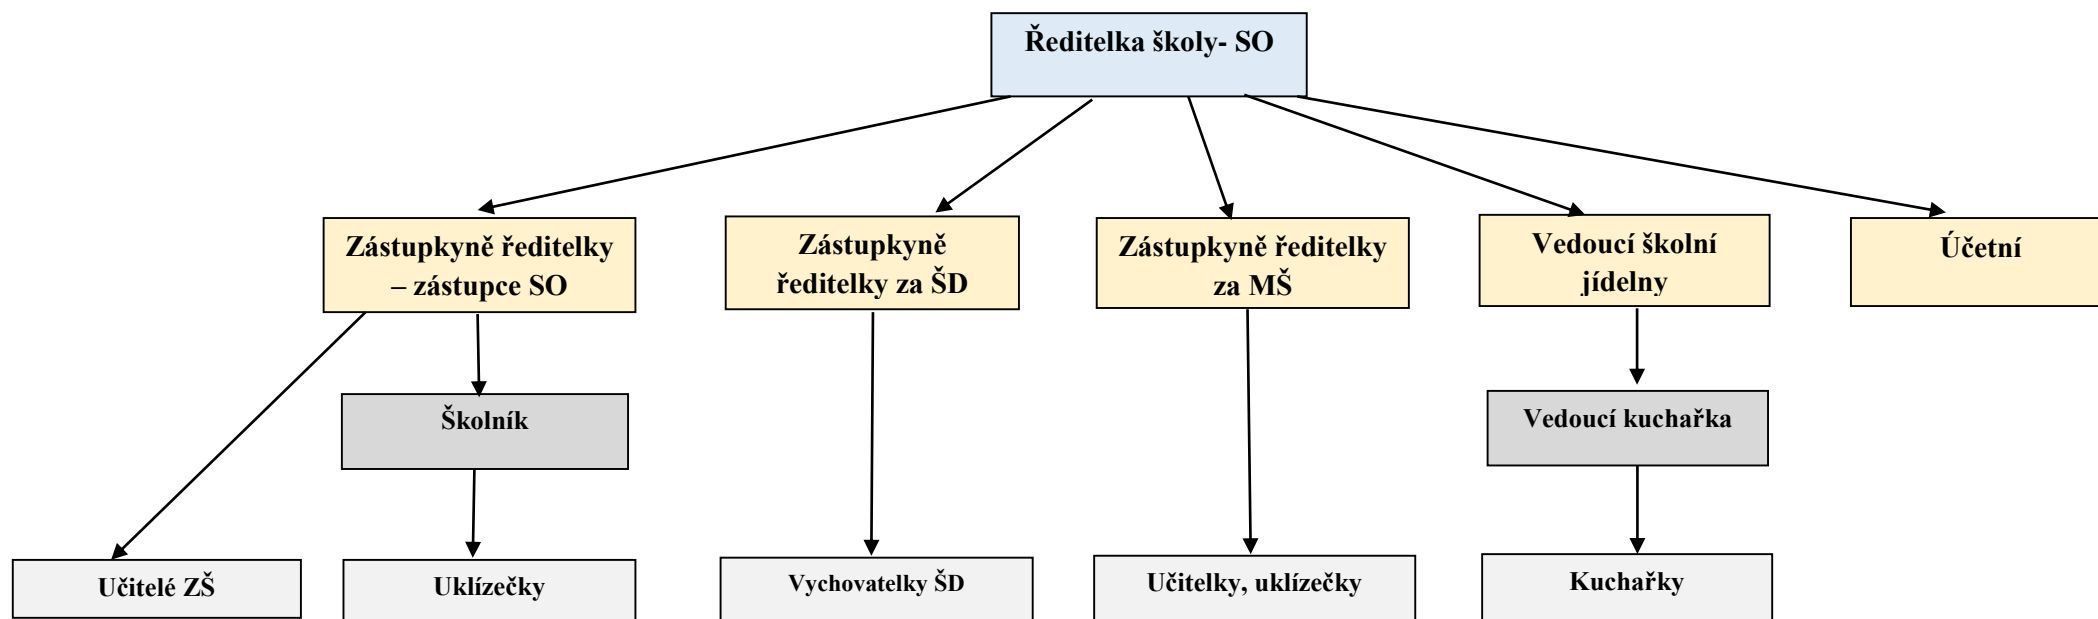 Ředitelka školy- SO
Zástupkyně ředitelky
– zástupce SO
Zástupkyně
ředitelky za ŠD
Zástupkyně ředitelky
za MŠ
Vedoucí školní
jídelny
Účetní
Školník
Vedoucí kuchařka
Učitelé ZŠ
Uklízečky
Vychovatelky ŠD
Učitelky, uklízečky
Kuchařky